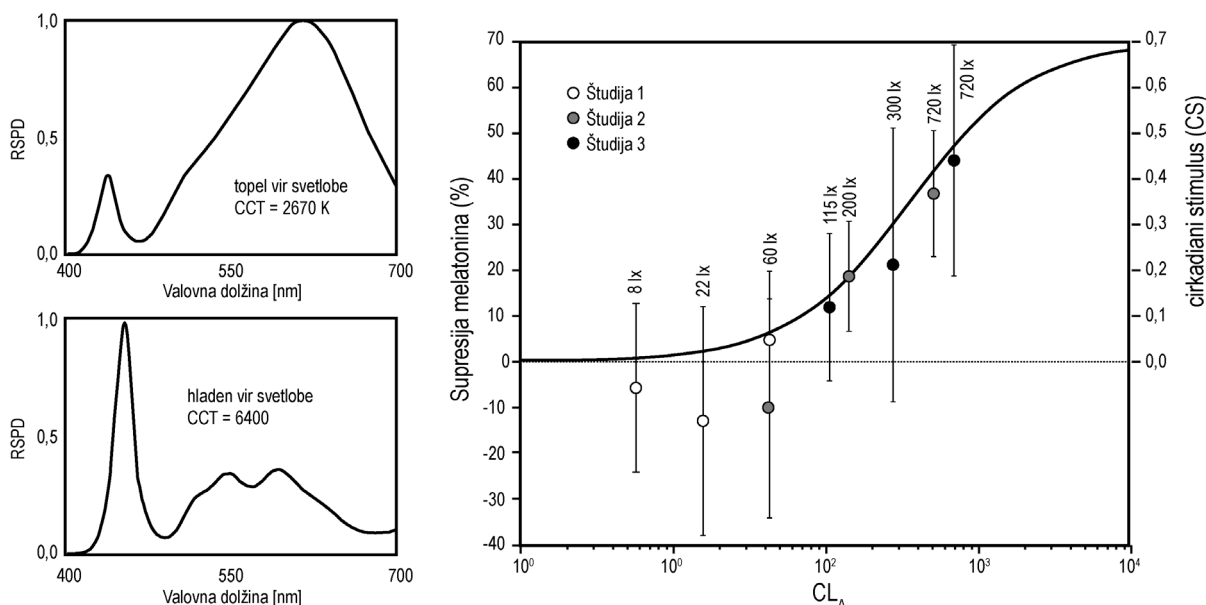 1,0
0,5
0,0
RSPD
topel vir svetlobe
CCT = 2670 K
400
550
700
Valovna dolžina [nm]
1,0
0,5
0,0
RSPD
hladen vir svetlobe
CCT = 6400
400
550
700
Valovna dolžina [nm]
70
60
50
40
30
20
10
0
-10
-20
-30
-40
Supresija melatonina (%)
Študija 1
Študija 2
Študija 3
8 lx
22 lx
60 lx
115 lx
200 lx
300 lx
720 lx
720 lx
0,7
0,6
0,5
0,4
0,3
0,2
0,1
0,0
cirkadiani stimulus (CS)
10⁰
10⁰
10²
10³
10⁴
CL_A